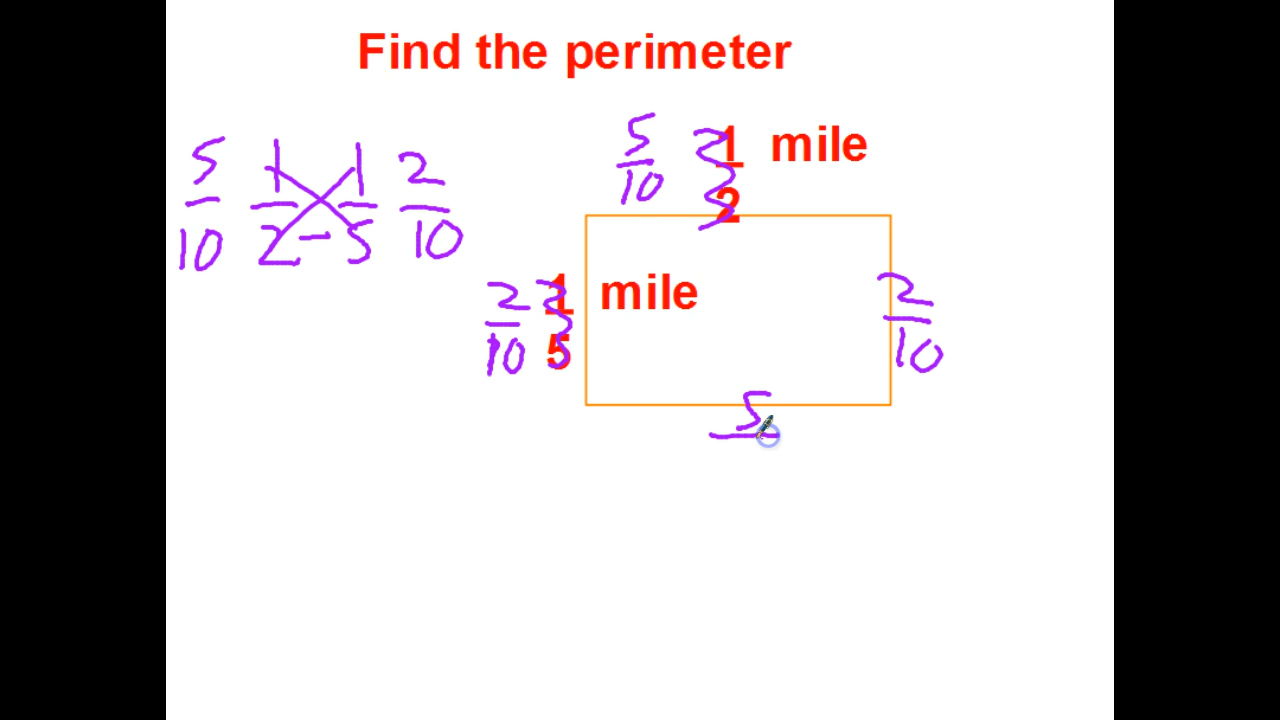 Find the perimeter
5 1 1 2
10 2 - 5 10
5 1 mile
10 2
2 1 mile
10 5
2
10
5